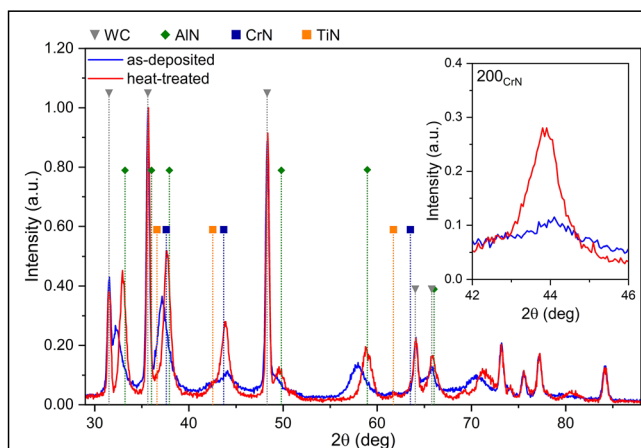 WC AlN CrN TiN
as-deposited
heat-treated
Intensity (a.u.)
1.20
1.00
0.80
0.60
0.40
0.20
0.00
30 40 50 60 70 80
2θ (deg)
200CrN
Intensity (a.u.)
0.4
0.3
0.2
0.1
0.0
42 43 44 45 46
2θ (deg)